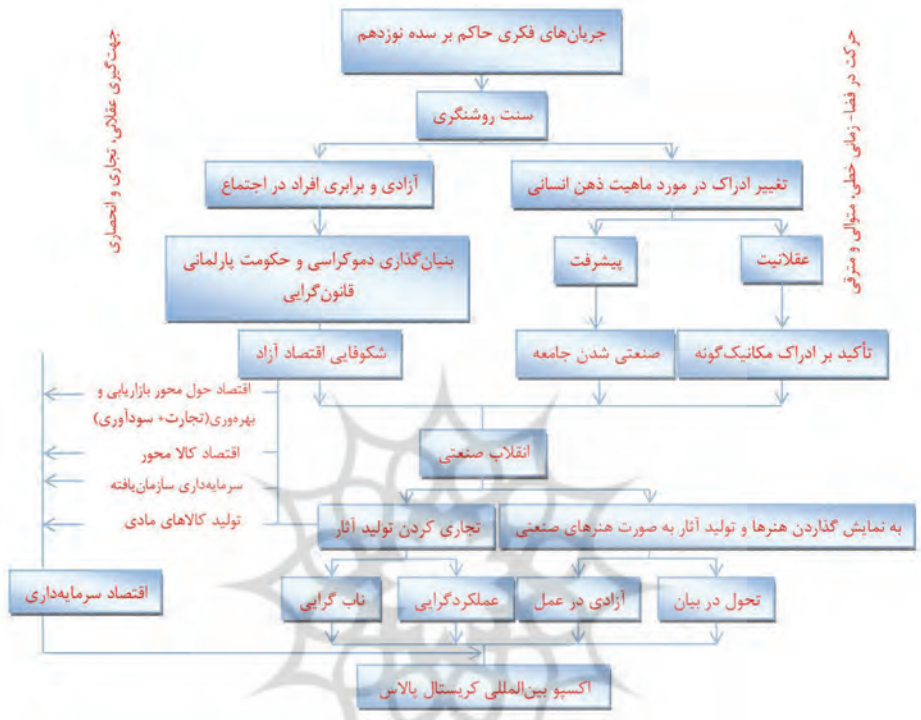 جریان‌های فکری حاکم بر سده نوزدهم
حرکت در فضا- زمانی خطی، متوالی و مترقی
جهت‌گیری عقلانی، تجاری و انحصاری
سنت روشنگری
تغییر ادراک در مورد ماهیت ذهن انسانی
آزادی و برابری افراد در اجتماع
عقلانیت
پیشرفت
بنیان‌گذاری دموکراسی و حکومت پارلمانی
قانون‌گرایی
تأکید بر ادراک مکانیک‌گونه
صنعتی شدن جامعه
شکوفایی اقتصاد آزاد
اقتصاد حول محور بازاریابی و
بهره‌وری(تجارت+ سودآوری)
اقتصاد کالا محور
سرمایه‌داری سازمان‌یافته
تولید کالاهای مادی
انقلاب صنعتی
به نمایش گذاردن هنرها و تولید آثار به صورت هنرهای صنعتی
تجاری کردن تولید آثار
تحول در بیان
آزادی در عمل
عملکردگرایی
ناب گرایی
اقتصاد سرمایه‌داری
اکسپو بین‌المللی کریستال پالاس